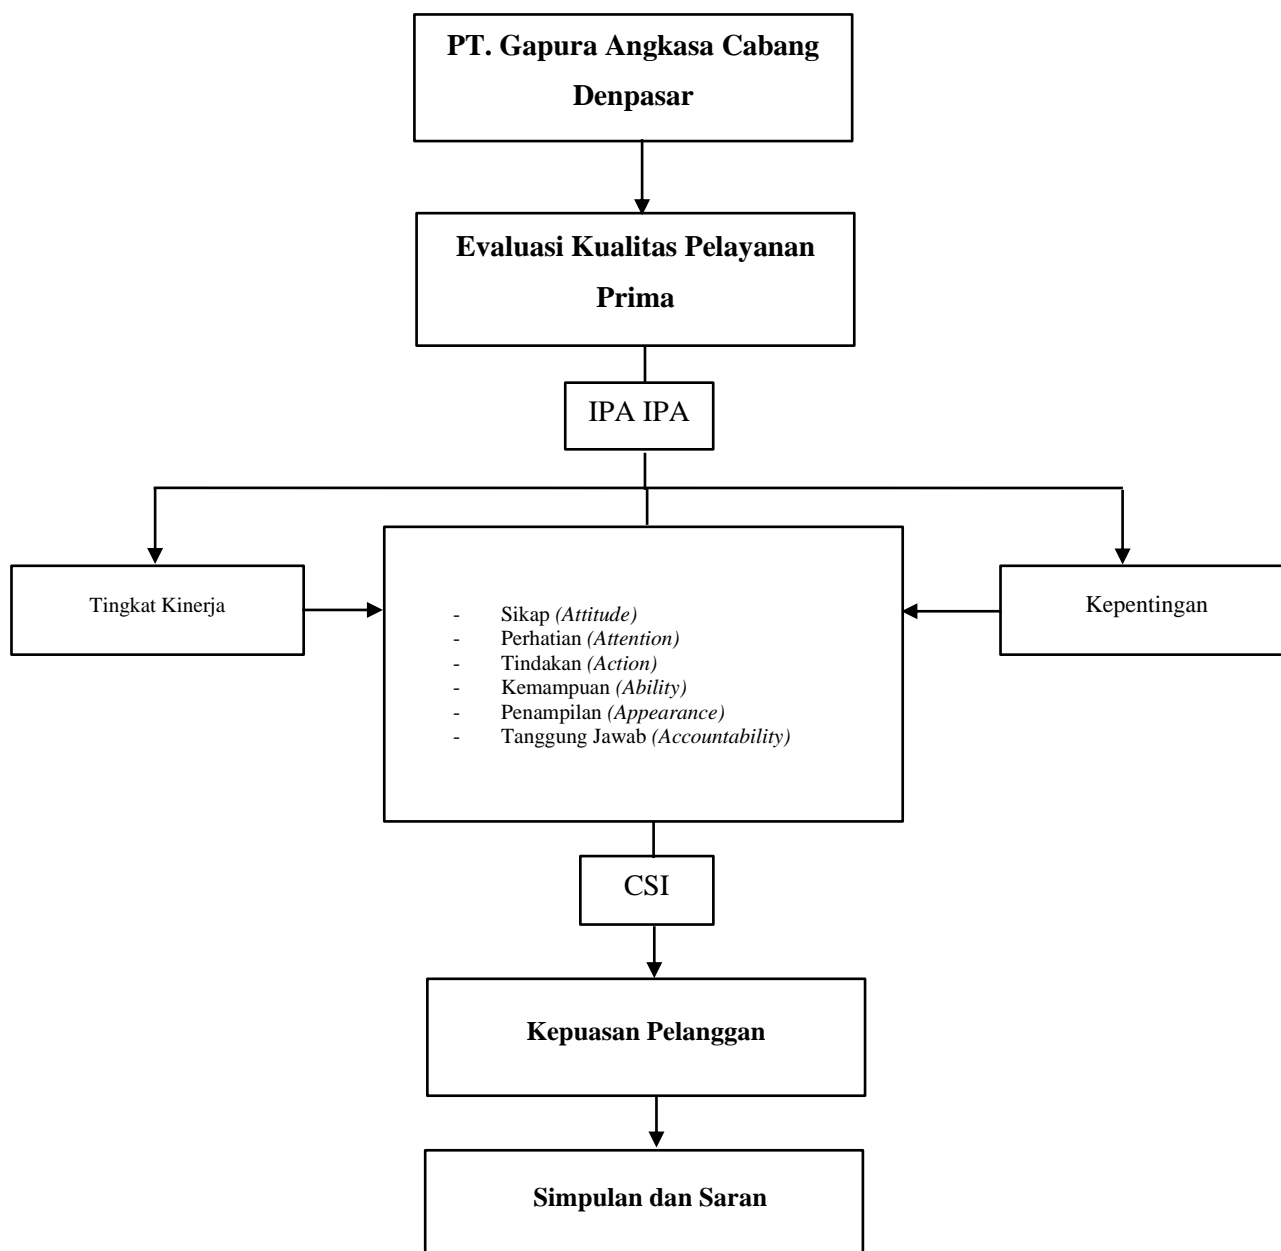 PT. Gapura Angkasa Cabang
Denpasar
Evaluasi Kualitas Pelayanan
Prima
IPA IPA
Tingkat Kinerja
- Sikap (Attitude)
- Perhatian (Attention)
- Tindakan (Action)
- Kemampuan (Ability)
- Penampilan (Appearance)
- Tanggung Jawab (Accountability)
Kepentingan
CSI
Kepuasan Pelanggan
Simpulan dan Saran